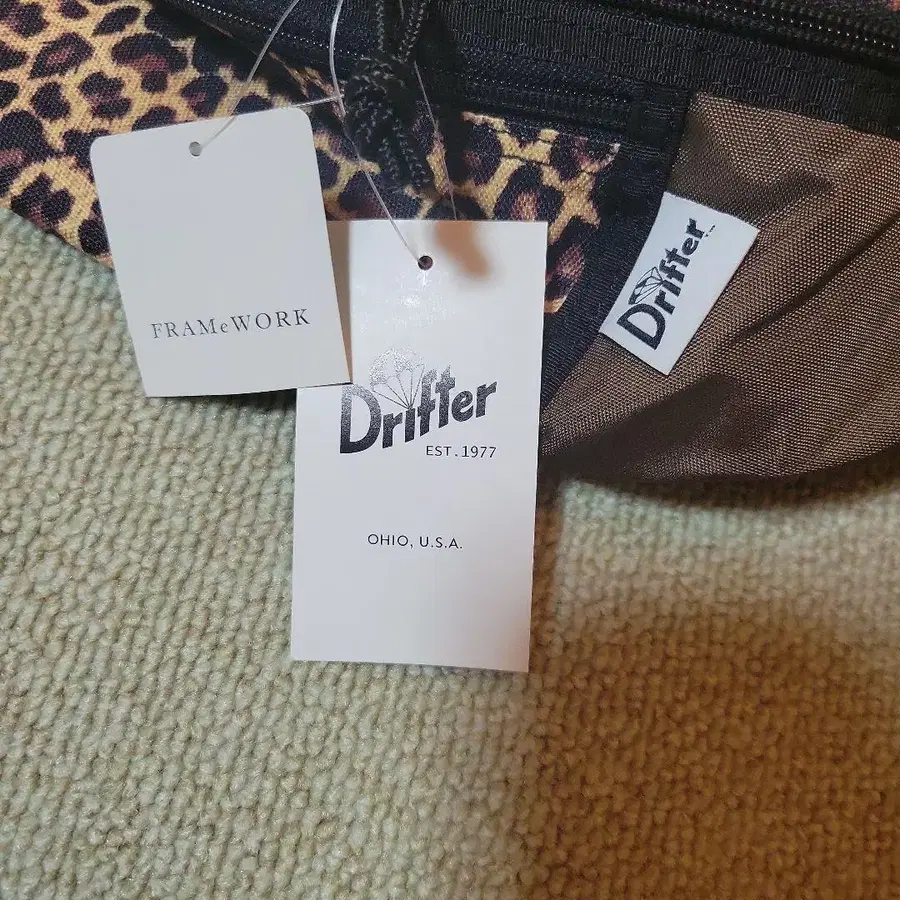 FRAMeWORK
Drifter
EST.1977
OHIO, U.S.A.
Drifter